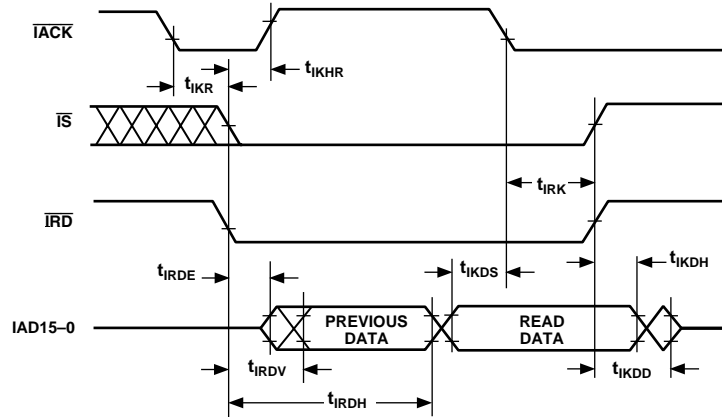 IACK
tIKHR
tIKR
IS
tIRK
IRD
tIRDE
tIKDS
tIKDH
IAD15–0
PREVIOUS
DATA
READ
DATA
tIRDV
tIKDD
tIRDH